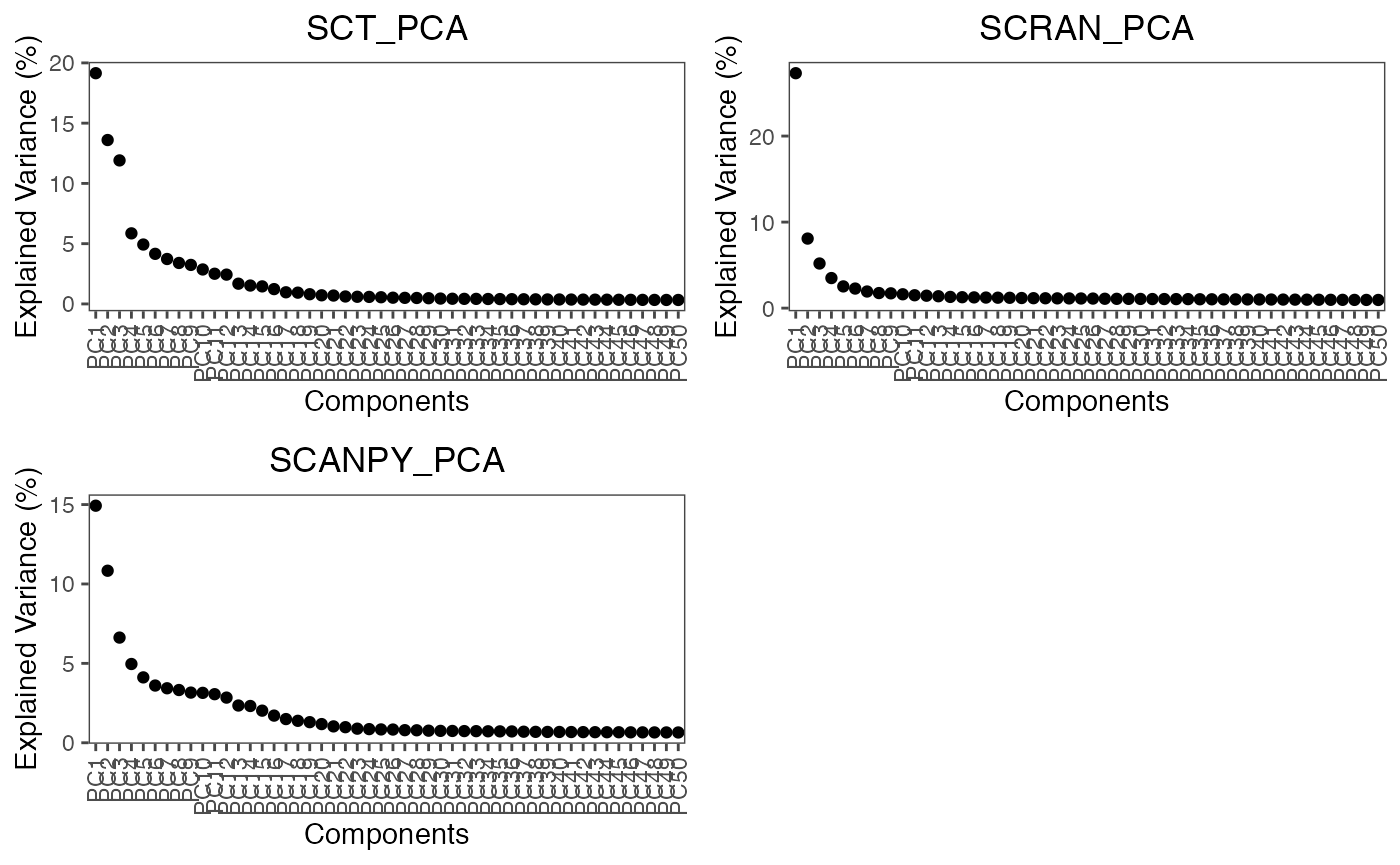 SCT_PCA
Explained Variance (%)
20
15
10
5
0
PC1 PC2 PC3 PC4 PC5 PC6 PC7 PC8 PC9 PC10 PC11 PC12 PC13 PC14 PC15 PC16 PC17 PC18 PC19 PC20 PC21 PC22 PC23 PC24 PC25 PC26 PC27 PC28 PC29 PC30 PC31 PC32 PC33 PC34 PC35 PC36 PC37 PC38 PC39 PC40 PC41 PC42 PC43 PC44 PC45 PC46 PC47 PC48 PC49 PC50
Components
SCRAN_PCA
Explained Variance (%)
20
10
0
PC1 PC2 PC3 PC4 PC5 PC6 PC7 PC8 PC9 PC10 PC11 PC12 PC13 PC14 PC15 PC16 PC17 PC18 PC19 PC20 PC21 PC22 PC23 PC24 PC25 PC26 PC27 PC28 PC29 PC30 PC31 PC32 PC33 PC34 PC35 PC36 PC37 PC38 PC39 PC40 PC41 PC42 PC43 PC44 PC45 PC46 PC47 PC48 PC49 PC50
Components
SCANPY_PCA
Explained Variance (%)
15
10
5
0
PC1 PC2 PC3 PC4 PC5 PC6 PC7 PC8 PC9 PC10 PC11 PC12 PC13 PC14 PC15 PC16 PC17 PC18 PC19 PC20 PC21 PC22 PC23 PC24 PC25 PC26 PC27 PC28 PC29 PC30 PC31 PC32 PC33 PC34 PC35 PC36 PC37 PC38 PC39 PC40 PC41 PC42 PC43 PC44 PC45 PC46 PC47 PC48 PC49 PC50
Components